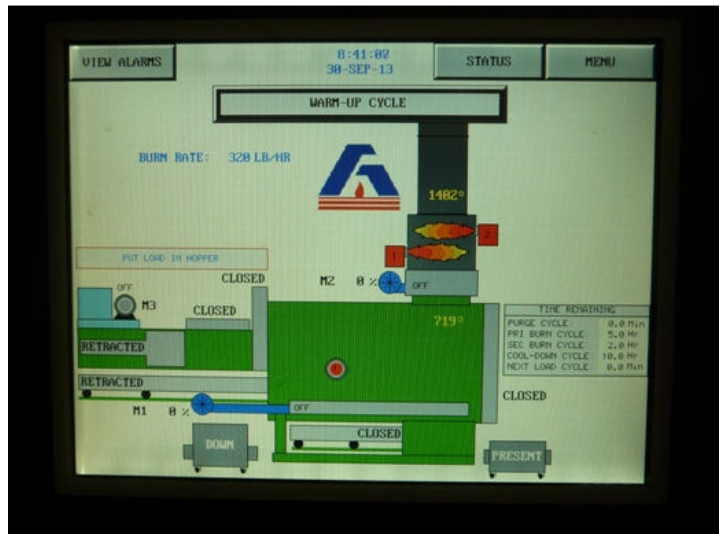 VIEW ALARMS
8:41:02
30-SEP-13
STATUS
MENU
WARM-UP CYCLE
BURN RATE: 320 LB/HR
1402°
2
1
PUT LOAD IN HOPPER
CLOSED
M2 0 % OFF
OFF
M3
CLOSED
719°
TIME REMAINING
PURGE CYCLE: 0.0 Min
PRI BURN CYCLE: 5.0 Hr
SEC BURN CYCLE: 2.0 Hr
COOL-DOWN CYCLE: 10.0 Hr
NEXT LOAD CYCLE: 0.0 Min
RETRACTED
RETRACTED
CLOSED
M1 0 % OFF
CLOSED
DOWN
PRESENT